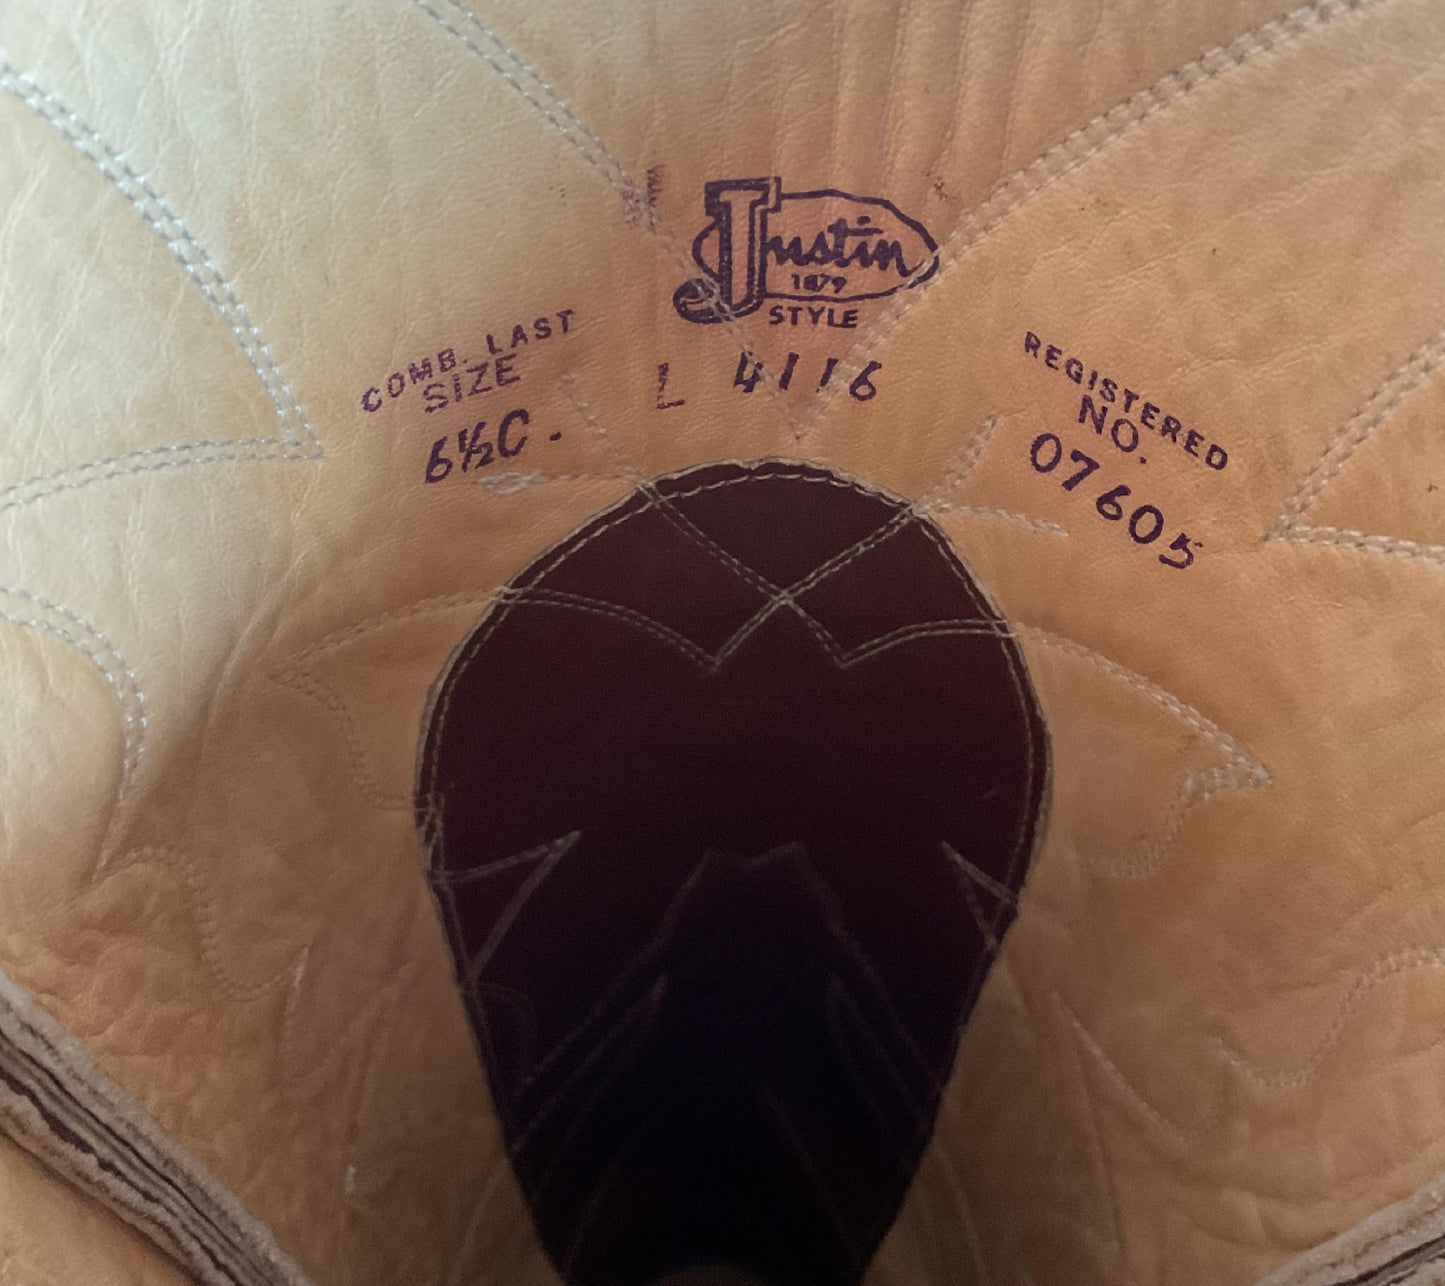 Justin
1879
STYLE
L 4116
COMB. LAST
SIZE
6½C.
REGISTERED
NO.
07605